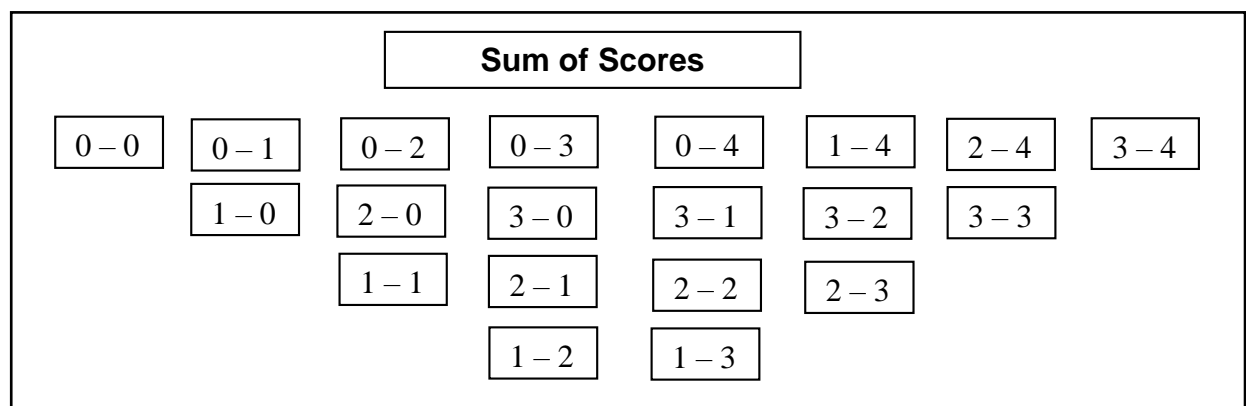 Sum of Scores
0 – 0 0 – 1 0 – 2 0 – 3 0 – 4 1 – 4 2 – 4 3 – 4
1 – 0 2 – 0 3 – 0 3 – 1 3 – 2 3 – 3
1 – 1 2 – 1 2 – 2 2 – 3
1 – 2 1 – 3